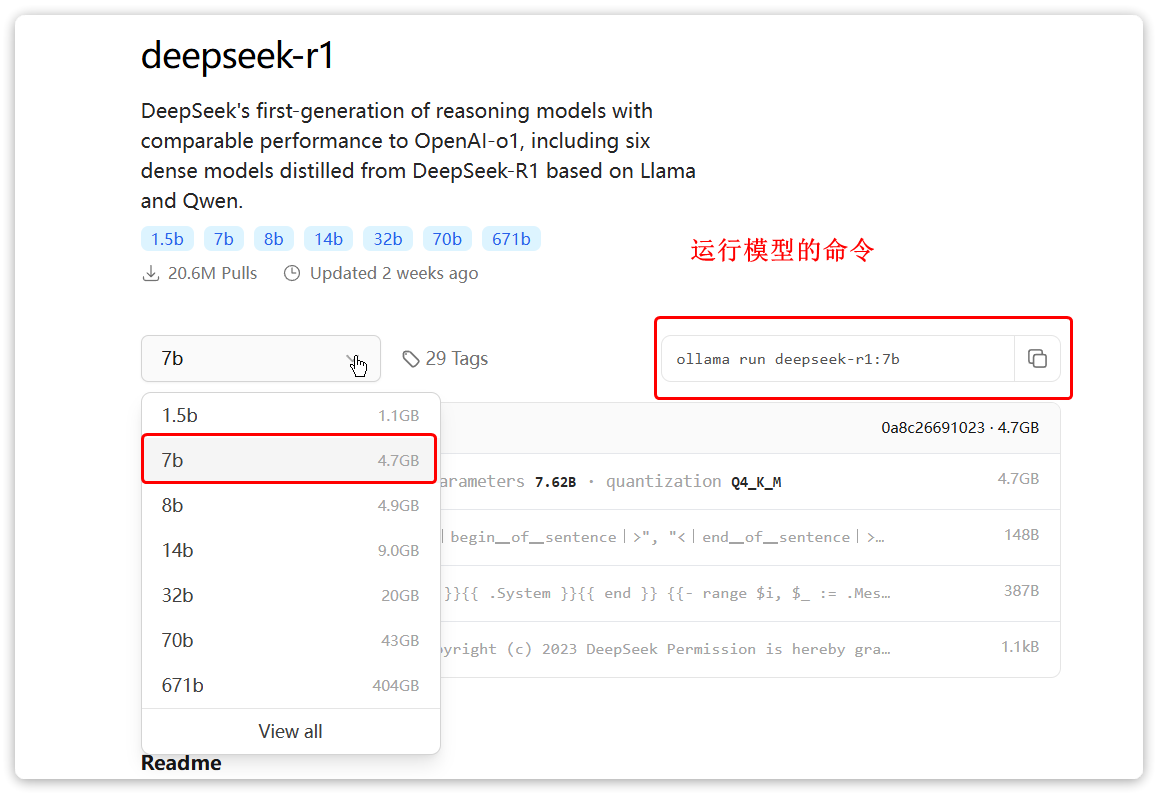 deepseek-r1
DeepSeek's first-generation of reasoning models with
comparable performance to OpenAI-o1, including six
dense models distilled from DeepSeek-R1 based on Llama
and Qwen.
1.5b 7b 8b 14b 32b 70b 671b
运行模型的命令
20.6M Pulls Updated 2 weeks ago
7b 29 Tags ollama run deepseek-r1:7b
1.5b 1.1GB
7b 4.7GB
8b 4.9GB
14b 9.0GB
32b 20GB
70b 43GB
671b 404GB
View all
0a8c26691023 · 4.7GB
arameters 7.62B · quantization Q4_K_M 4.7GB
|begin__of__sentence|>", "<|end__of__sentence|>… 148B
}}{{ .System }}{{ end }} {{- range $i, $_ := .Mes… 387B
yright (c) 2023 DeepSeek Permission is hereby gra… 1.1kB
Readme